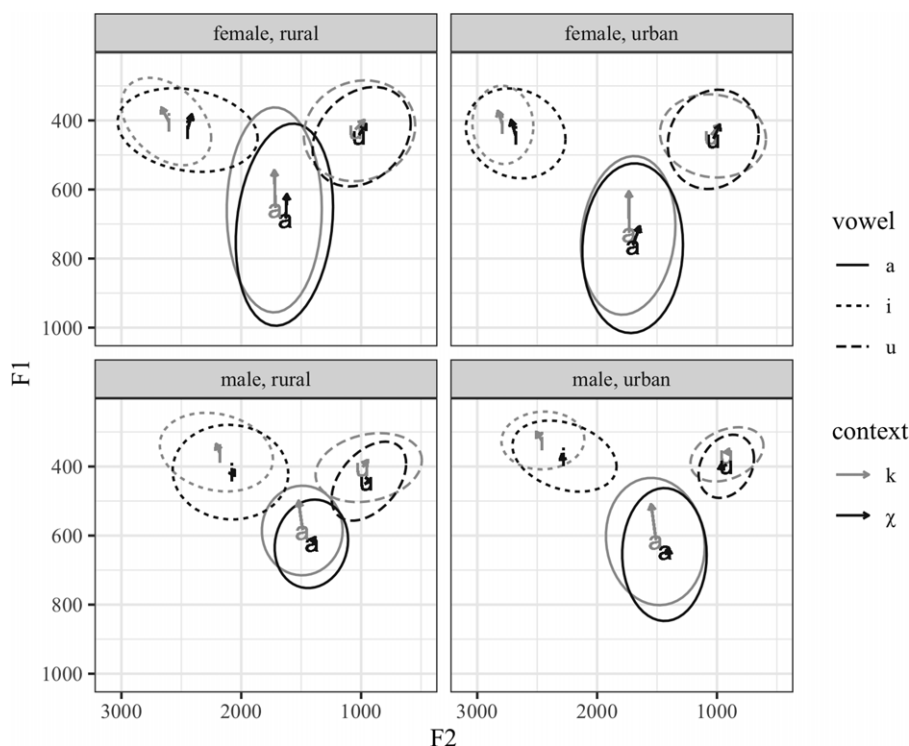 female, rural
female, urban
400
600
800
1000
i
i
a
a
u
u
i
i
a
a
u
u
male, rural
male, urban
400
600
800
1000
i
i
a
a
u
u
i
i
a
a
u
u
3000
2000
1000
3000
2000
1000
F1
F2
vowel
a
i
u
context
k
χ